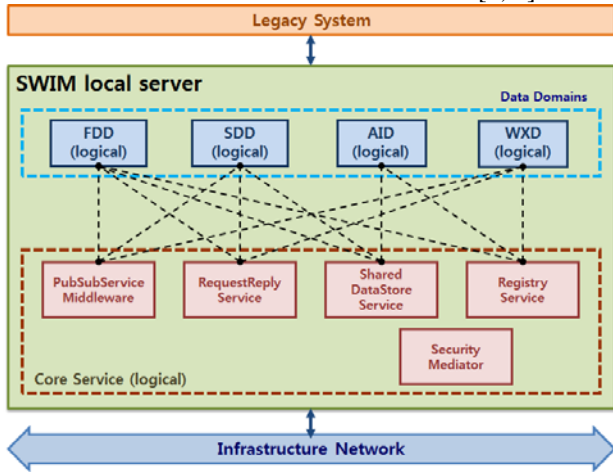 Legacy System
SWIM local server
Data Domains
FDD
(logical)
SDD
(logical)
AID
(logical)
WXD
(logical)
PubSubService
Middleware
RequestReply
Service
Shared
DataStore
Service
Registry
Service
Security
Mediator
Core Service (logical)
Infrastructure Network